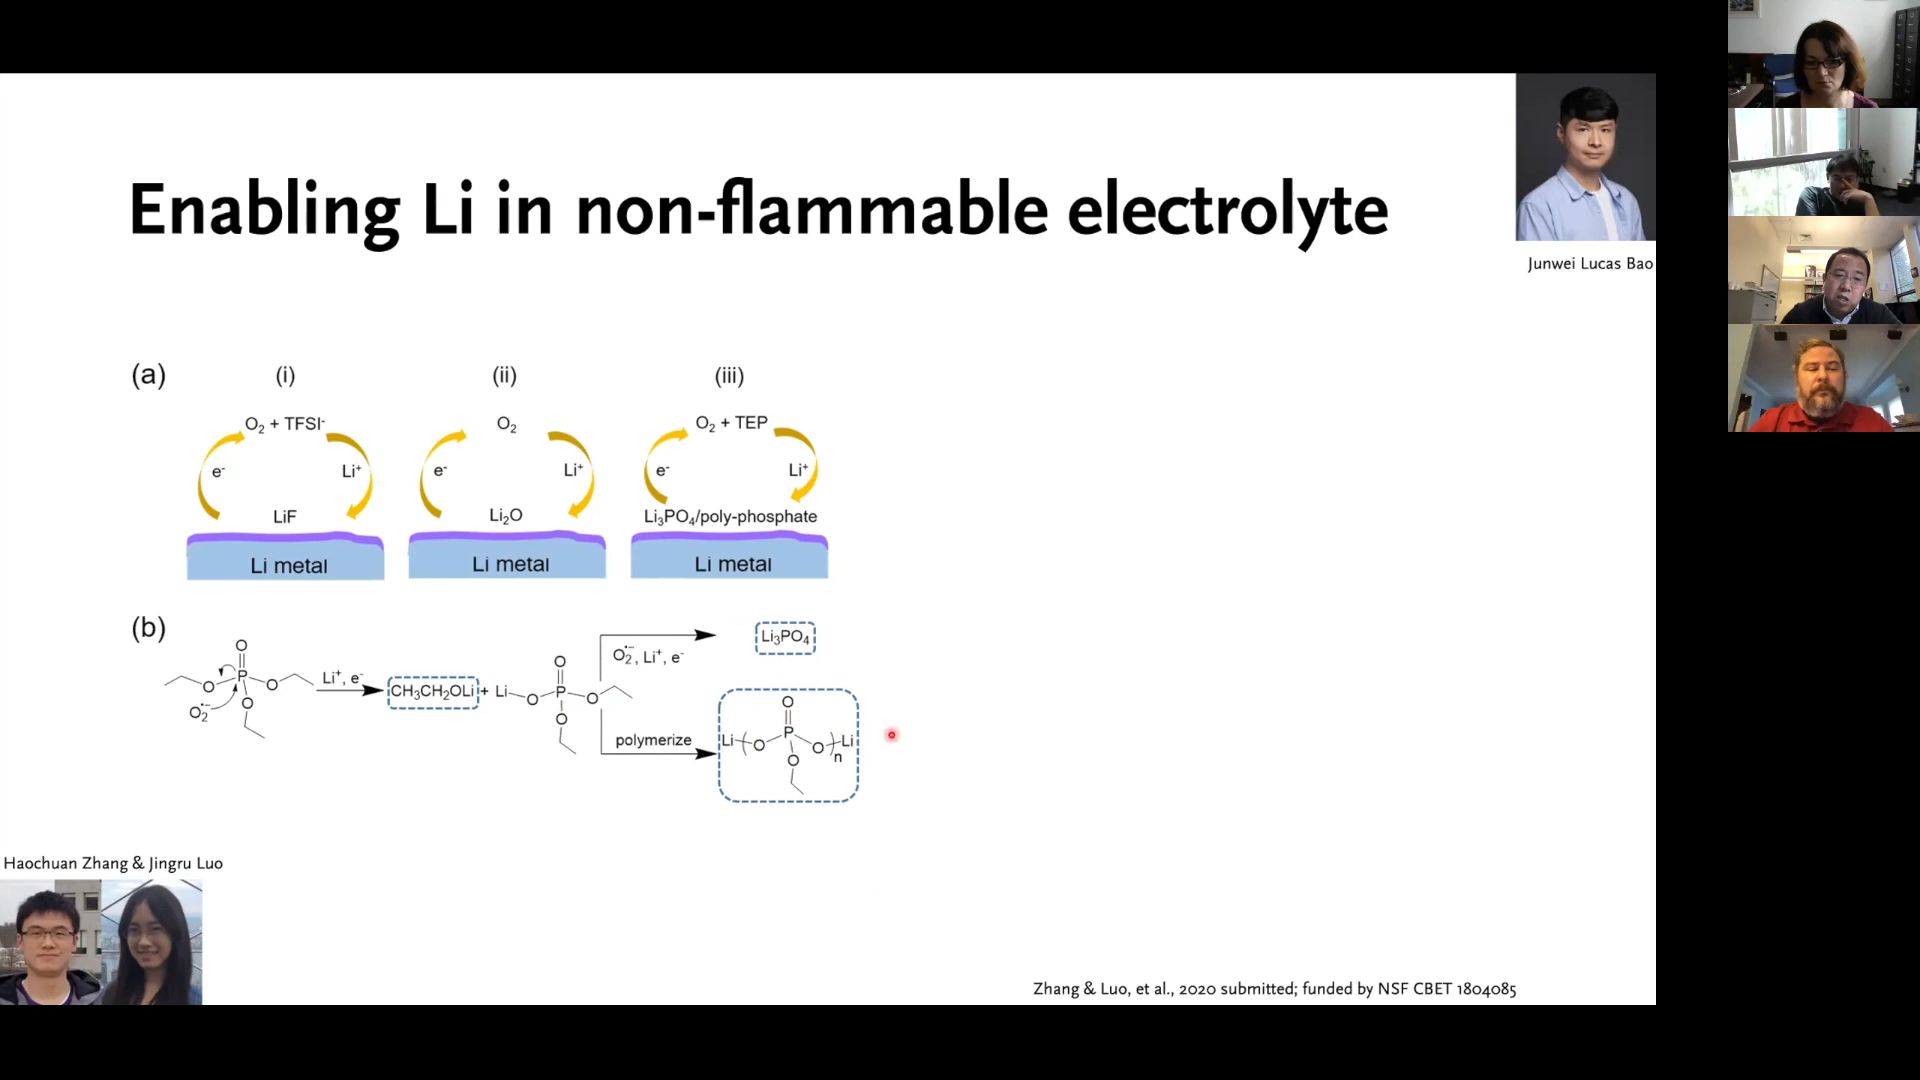 Enabling Li in non-flammable electrolyte
Junwei Lucas Bao
(a)
(i)
(ii)
(iii)
O₂ + TFSI⁻
O₂
O₂ + TEP
e⁻
Li⁺
e⁻
Li⁺
e⁻
Li⁺
LiF
Li₂O
Li₃PO₄/poly-phosphate
Li metal
Li metal
Li metal
(b)
O
O
P
O
O
O₂•⁻
Li⁺, e⁻
CH₃CH₂OLi
+
Li
O
O
P
O
O
O₂•⁻, Li⁺, e⁻
Li₃PO₄
polymerize
Li
(
O
O
P
O
O
)
n
Li
Haochuan Zhang & Jingru Luo
Zhang & Luo, et al., 2020 submitted; funded by NSF CBET 1804085